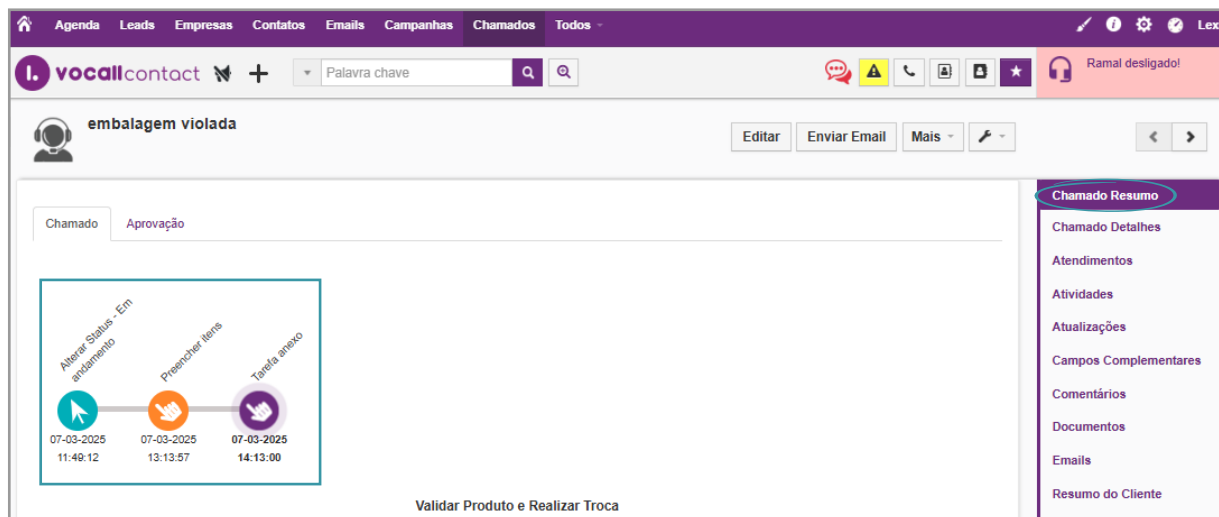 Agenda Leads Empresas Contatos Emails Campanhas Chamados Todos
Lex
l. vocallcontact
Palavra chave
Ramal desligado!
embalagem violada
Editar Enviar Email Mais
Chamado Aprovação
Alterar Status - Em
andamento
Preencher itens
Tarefa anexo
07-03-2025 07-03-2025 07-03-2025
11:49:12 13:13:57 14:13:00
Validar Produto e Realizar Troca
Chamado Resumo
Chamado Detalhes
Atendimentos
Atividades
Atualizações
Campos Complementares
Comentários
Documentos
Emails
Resumo do Cliente